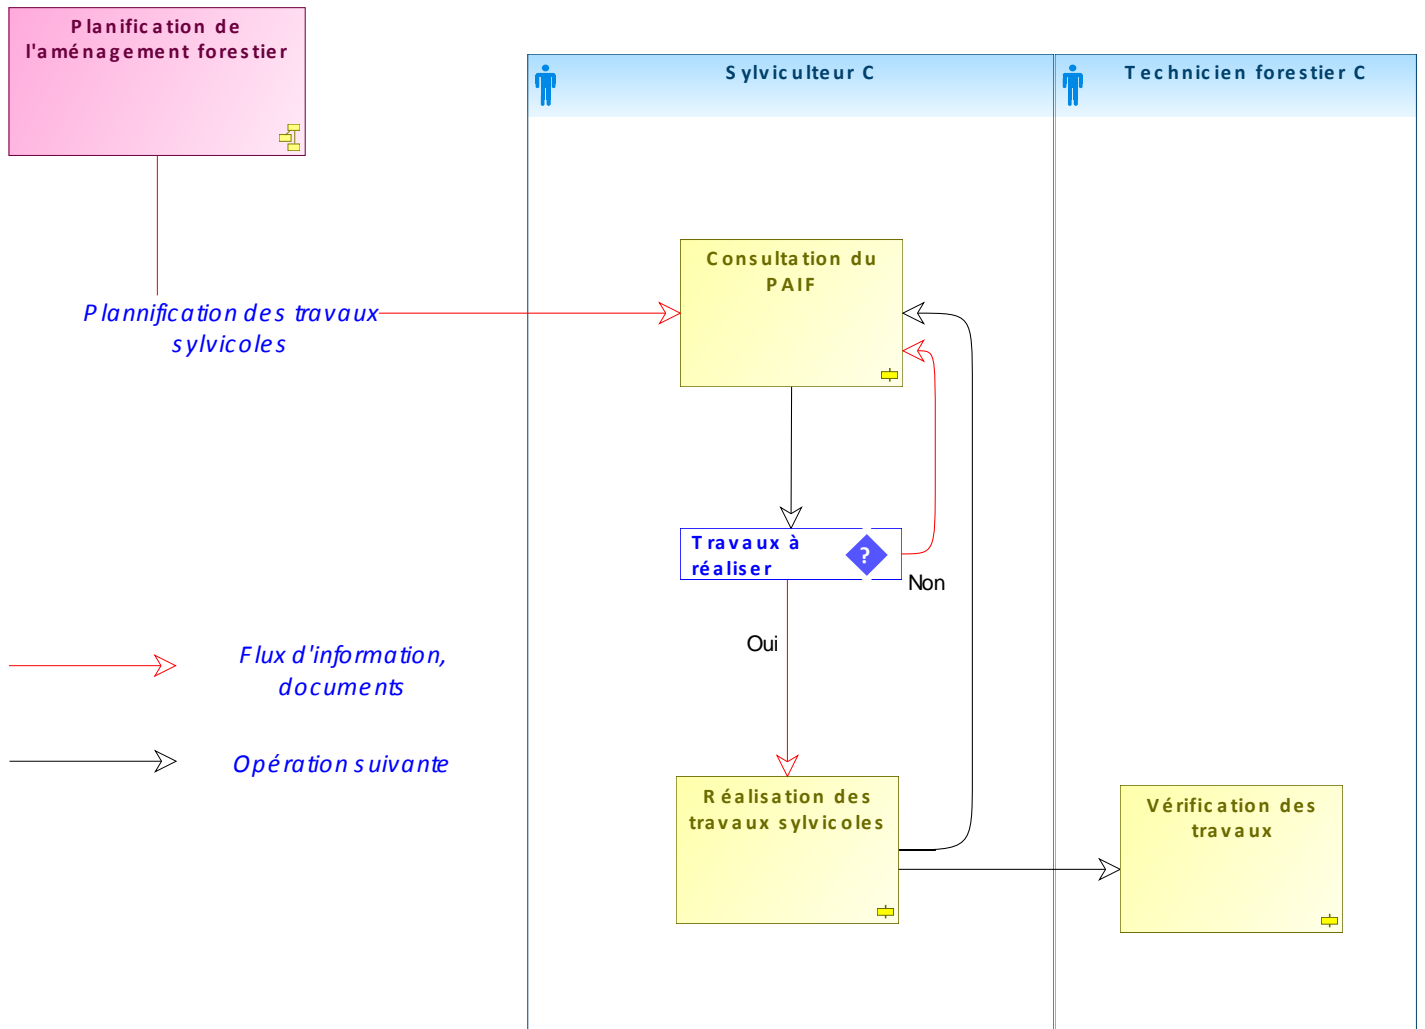 Planification de
l'aménagement forestier
Sylviculteur C
Technicien forestier C
Consultation du
PAIF
Plannification des travaux
sylvicoles
Travaux à
réaliser
?
Non
Oui
Flux d'information,
documents
Opération suivante
Réalisation des
travaux sylvicoles
Vérification des
travaux